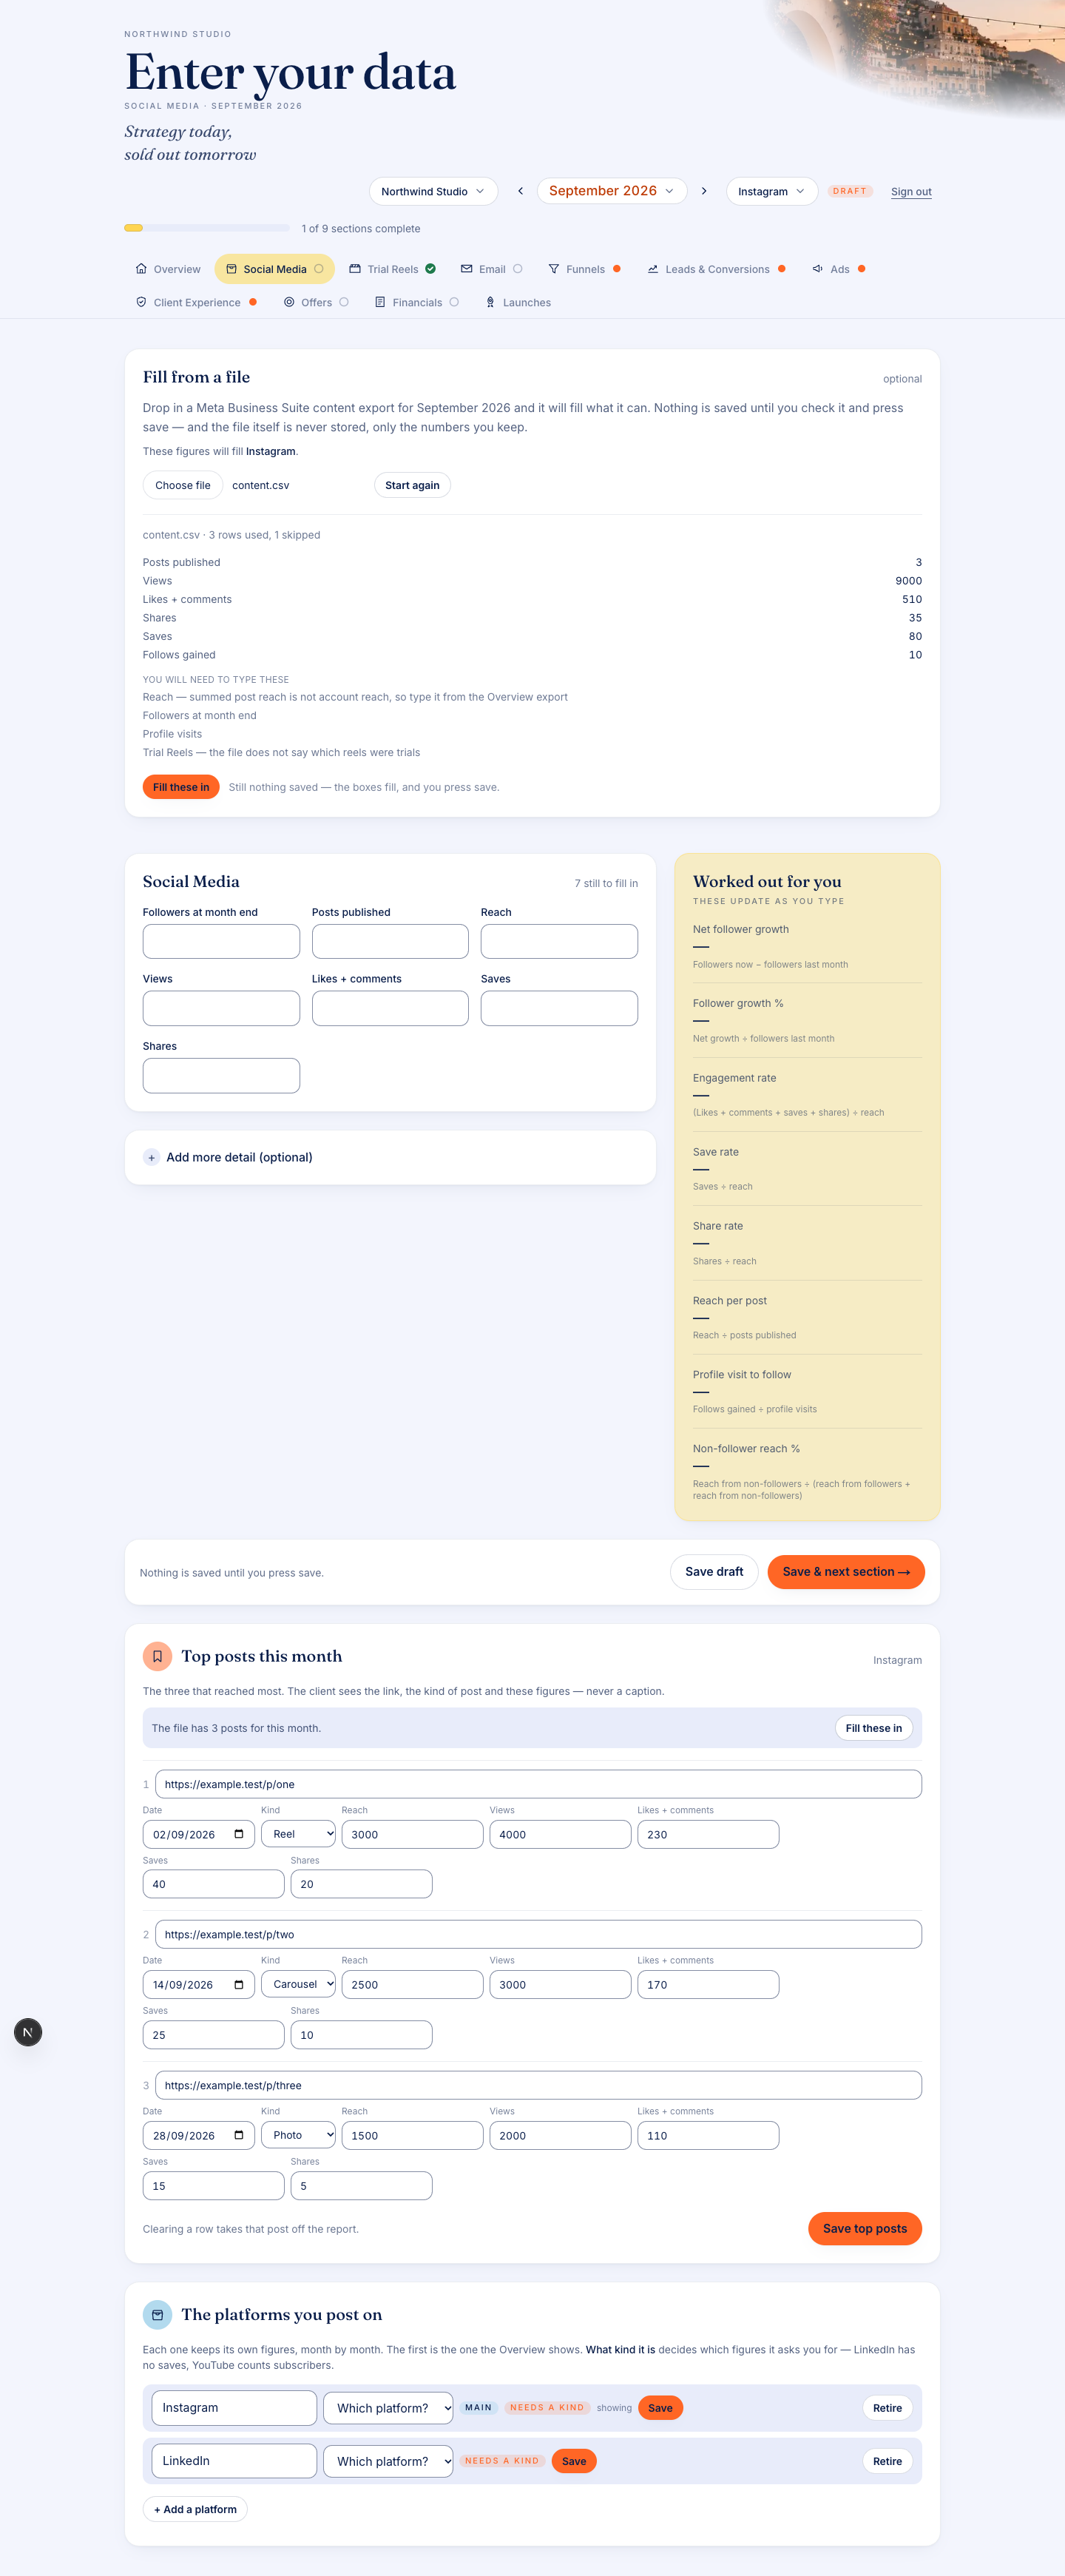 NORTHWIND STUDIO
Enter your data
SOCIAL MEDIA · SEPTEMBER 2026
Strategy today,
sold out tomorrow
Northwind Studio
September 2026
Instagram
DRAFT
Sign out
1 of 9 sections complete
Overview
Social Media
Trial Reels
Email
Funnels
Leads & Conversions
Ads
Client Experience
Offers
Financials
Launches
Fill from a file
optional
Drop in a Meta Business Suite content export for September 2026 and it will fill what it can. Nothing is saved until you check it and press
save — and the file itself is never stored, only the numbers you keep.
These figures will fill Instagram.
Choose file content.csv
Start again
content.csv · 3 rows used, 1 skipped
Posts published 3
Views 9000
Likes + comments 510
Shares 35
Saves 80
Follows gained 10
YOU WILL NEED TO TYPE THESE
Reach — summed post reach is not account reach, so type it from the Overview export
Followers at month end
Profile visits
Trial Reels — the file does not say which reels were trials
Fill these in
Still nothing saved — the boxes fill, and you press save.
Social Media
7 still to fill in
Followers at month end
Posts published
Reach
Views
Likes + comments
Saves
Shares
+ Add more detail (optional)
Worked out for you
THESE UPDATE AS YOU TYPE
Net follower growth
—
Followers now − followers last month
Follower growth %
—
Net growth ÷ followers last month
Engagement rate
—
(Likes + comments + saves + shares) ÷ reach
Save rate
—
Saves ÷ reach
Share rate
—
Shares ÷ reach
Reach per post
—
Reach ÷ posts published
Profile visit to follow
—
Follows gained ÷ profile visits
Non-follower reach %
—
Reach from non-followers ÷ (reach from followers +
reach from non-followers)
Nothing is saved until you press save.
Save draft
Save & next section →
Top posts this month
Instagram
The three that reached most. The client sees the link, the kind of post and these figures — never a caption.
The file has 3 posts for this month.
Fill these in
1 https://example.test/p/one
Date Kind Reach Views Likes + comments
02/09/2026 Reel 3000 4000 230
Saves Shares
40 20
2 https://example.test/p/two
Date Kind Reach Views Likes + comments
14/09/2026 Carousel 2500 3000 170
Saves Shares
25 10
3 https://example.test/p/three
Date Kind Reach Views Likes + comments
28/09/2026 Photo 1500 2000 110
Saves Shares
15 5
Clearing a row takes that post off the report.
Save top posts
N
The platforms you post on
Each one keeps its own figures, month by month. The first is the one the Overview shows. What kind it is decides which figures it asks you for — LinkedIn has
no saves, YouTube counts subscribers.
Instagram Which platform? MAIN NEEDS A KIND showing Save Retire
LinkedIn Which platform? NEEDS A KIND Save Retire
+ Add a platform